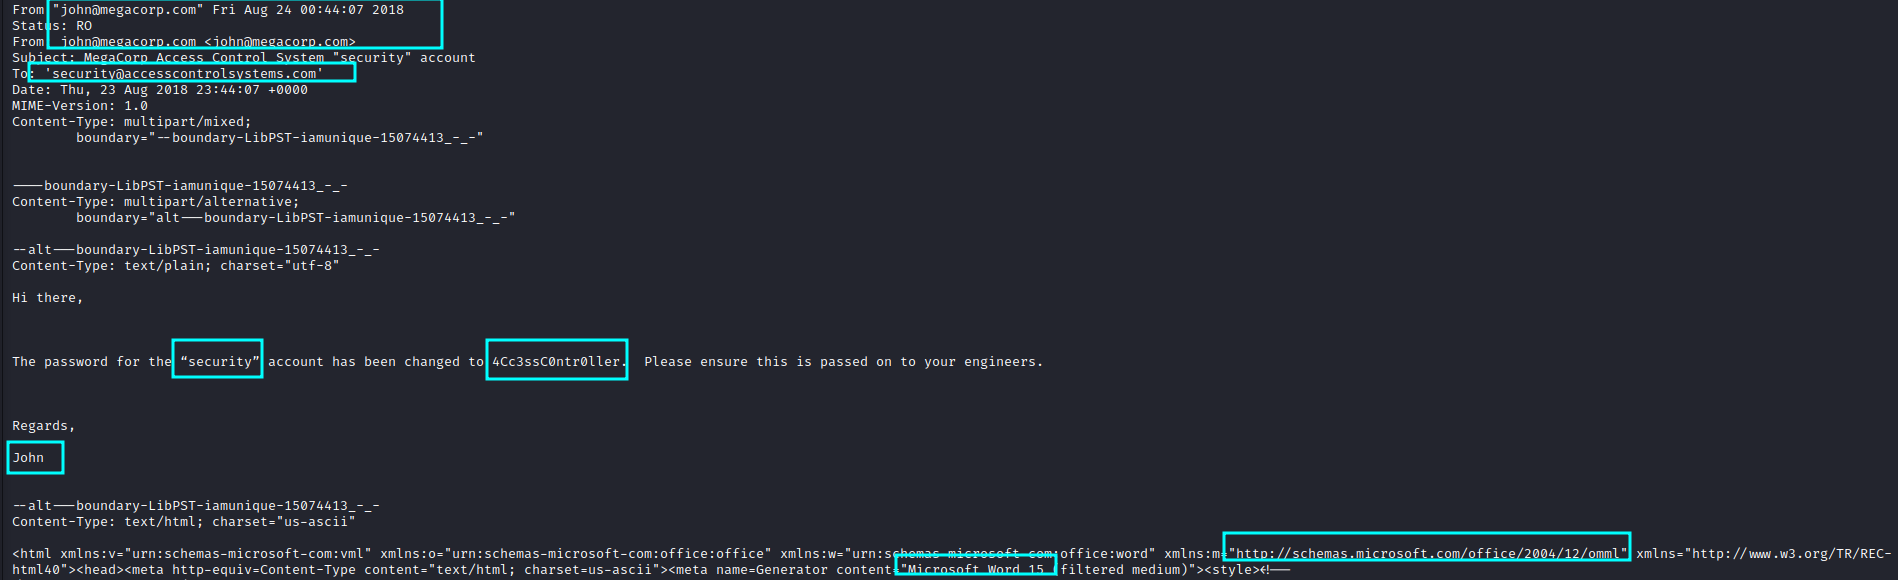 From "john@megacorp.com" Fri Aug 24 00:44:07 2018
Status: RO
From: john@megacorp.com <john@megacorp.com>
Subject: MegaCorp Access Control System "security" account
To: 'security@accesscontrolsystems.com'
Date: Thu, 23 Aug 2018 23:44:07 +0000
MIME-Version: 1.0
Content-Type: multipart/mixed;
boundary="--boundary-LibPST-iamunique-15074413_-_-"
----boundary-LibPST-iamunique-15074413_-_-
Content-Type: multipart/alternative;
boundary="alt---boundary-LibPST-iamunique-15074413_-_-"
--alt---boundary-LibPST-iamunique-15074413_-_-
Content-Type: text/plain; charset="utf-8"
Hi there,
The password for the “security” account has been changed to 4Cc3ssC0ntr0ller.  Please ensure this is passed on to your engineers.
Regards,
John
--alt---boundary-LibPST-iamunique-15074413_-_-
Content-Type: text/html; charset="us-ascii"
<html xmlns:v="urn:schemas-microsoft-com:vml" xmlns:o="urn:schemas-microsoft-com:office:office" xmlns:w="urn:schemas-microsoft-com:office:word" xmlns:m="http://schemas.microsoft.com/office/2004/12/omml" xmlns="http://www.w3.org/TR/REC-
html40"><head><meta http-equiv=Content-Type content="text/html; charset=us-ascii"><meta name=Generator content="Microsoft Word 15 (filtered medium)"><style><!--